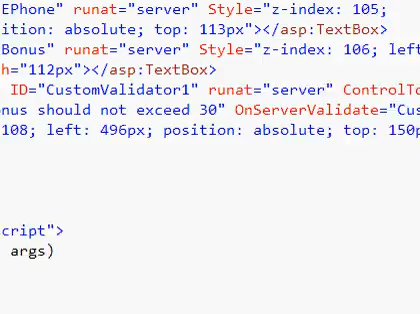 EPhone" runat="server" Style="z-index: 105;
ition: absolute; top: 113px"></asp:TextBox>
Bonus" runat="server" Style="z-index: 106; left
h="112px"></asp:TextBox>
ID="CustomValidator1" runat="server" ControlTo
onus should not exceed 30" OnServerValidate="Cus
108; left: 496px; position: absolute; top: 150p
cript">
args)